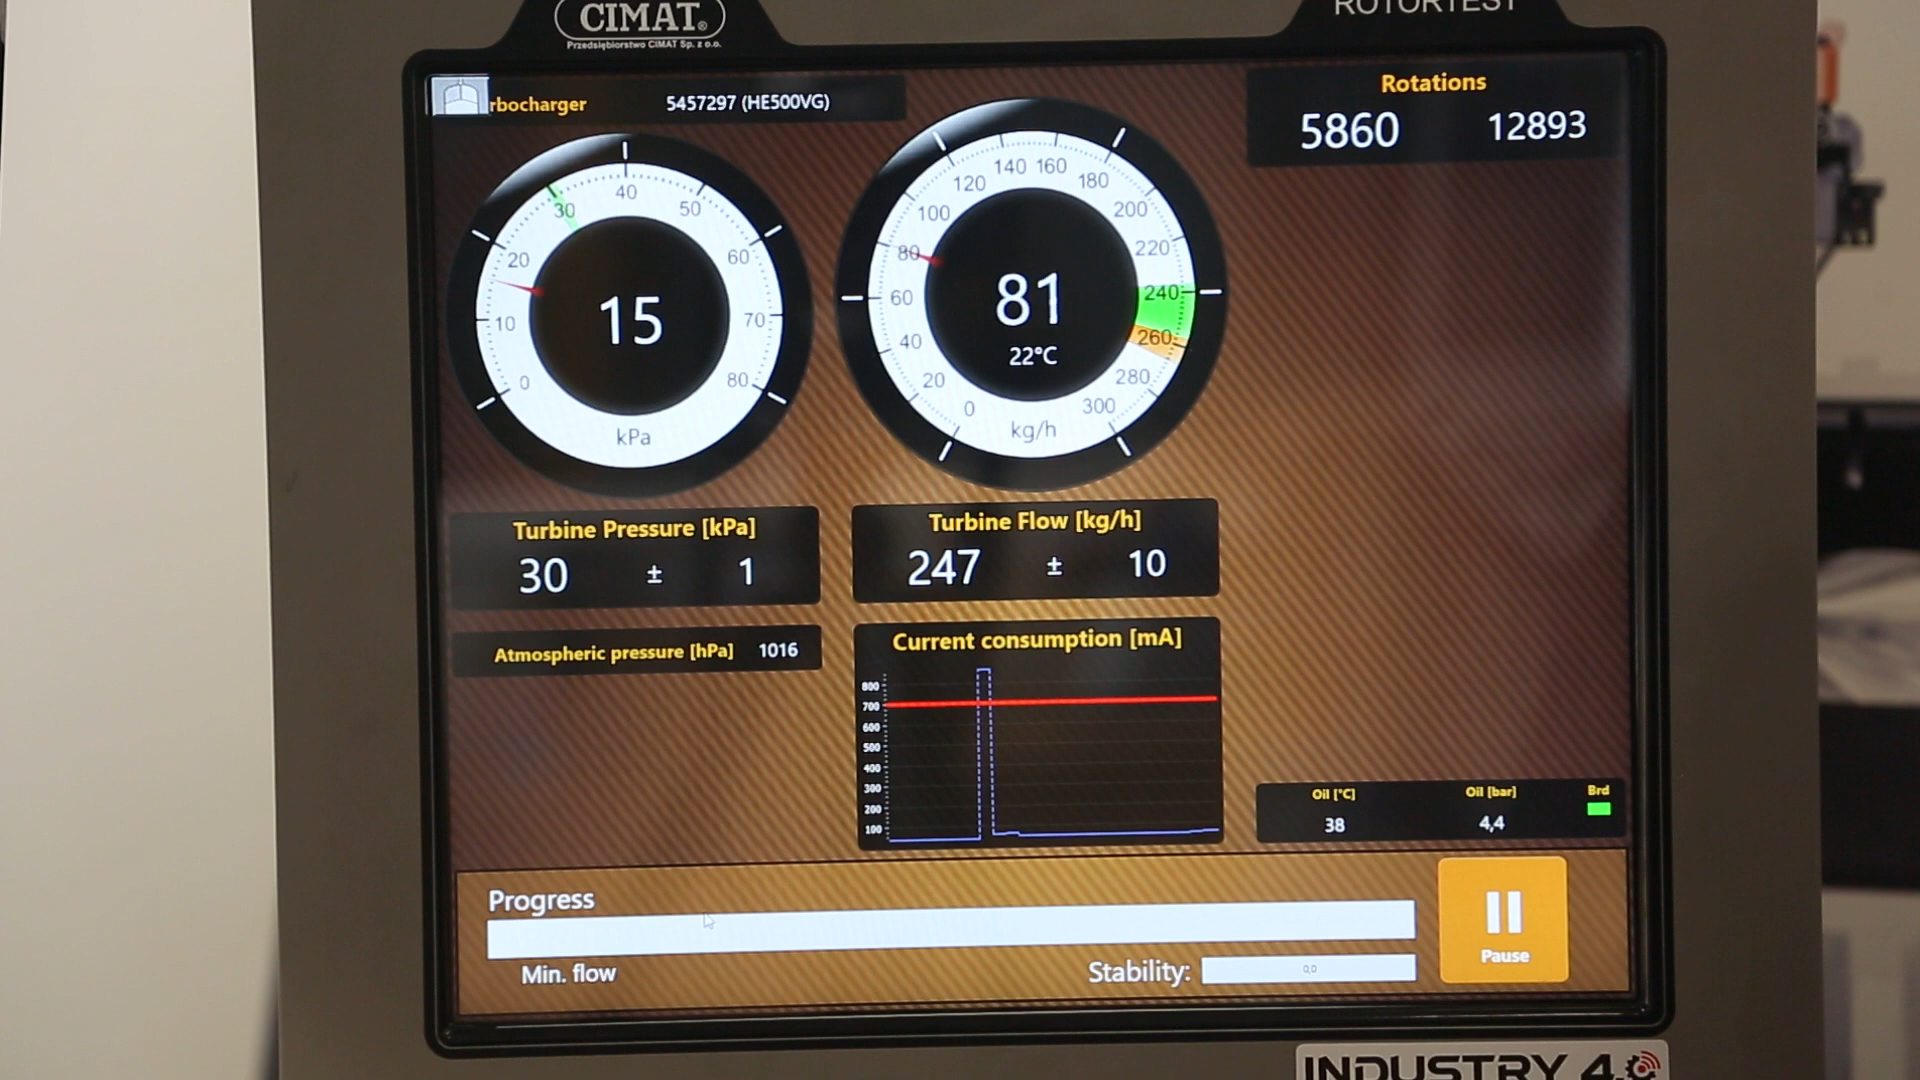 CIMAT®
Przedsiębiorstwo CIMAT Sp. z o.o.
ROTORTEST
rbocharger 5457297 (HE500VG)
Rotations
5860 12893
0 10 20 30 40 50 60 70 80
15
kPa
0 20 40 60 80 100 120 140 160 180 200 220 240 260 280 300
81
22°C
kg/h
Turbine Pressure [kPa]
30 ± 1
Turbine Flow [kg/h]
247 ± 10
Atmospheric pressure [hPa] 1016
Current consumption [mA]
800
700
600
500
400
300
200
100
Oil [°C] Oil [bar] Brd
38 4,4
Progress
Min. flow
Stability: 0,0
Pause
INDUSTRY 4.0